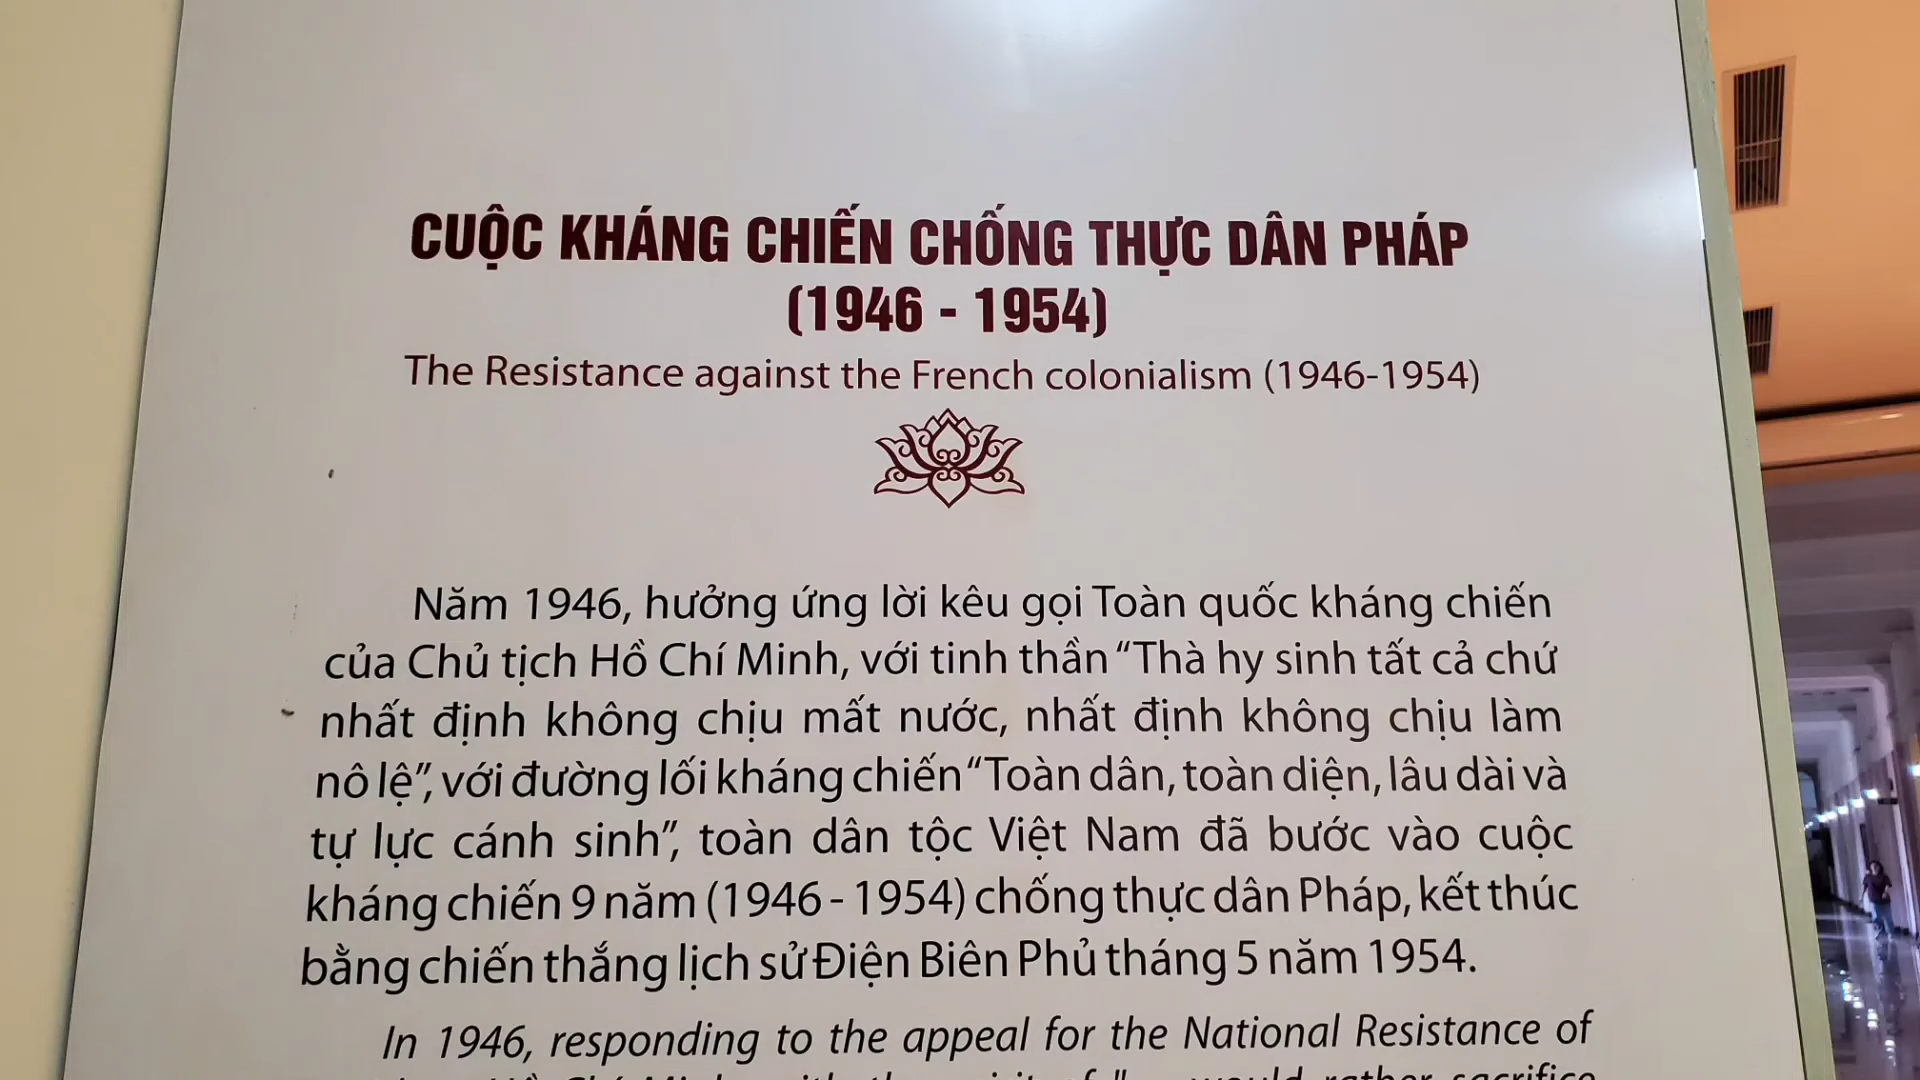 CUỘC KHÁNG CHIẾN CHỐNG THỰC DÂN PHÁP
(1946 - 1954)
The Resistance against the French colonialism (1946-1954)
Năm 1946, hưởng ứng lời kêu gọi Toàn quốc kháng chiến
của Chủ tịch Hồ Chí Minh, với tinh thần “Thà hy sinh tất cả chứ
nhất định không chịu mất nước, nhất định không chịu làm
nô lệ”, với đường lối kháng chiến “Toàn dân, toàn diện, lâu dài và
tự lực cánh sinh”, toàn dân tộc Việt Nam đã bước vào cuộc
kháng chiến 9 năm (1946 - 1954) chống thực dân Pháp, kết thúc
bằng chiến thắng lịch sử Điện Biên Phủ tháng 5 năm 1954.
In 1946, responding to the appeal for the National Resistance of
would rather sacrifice